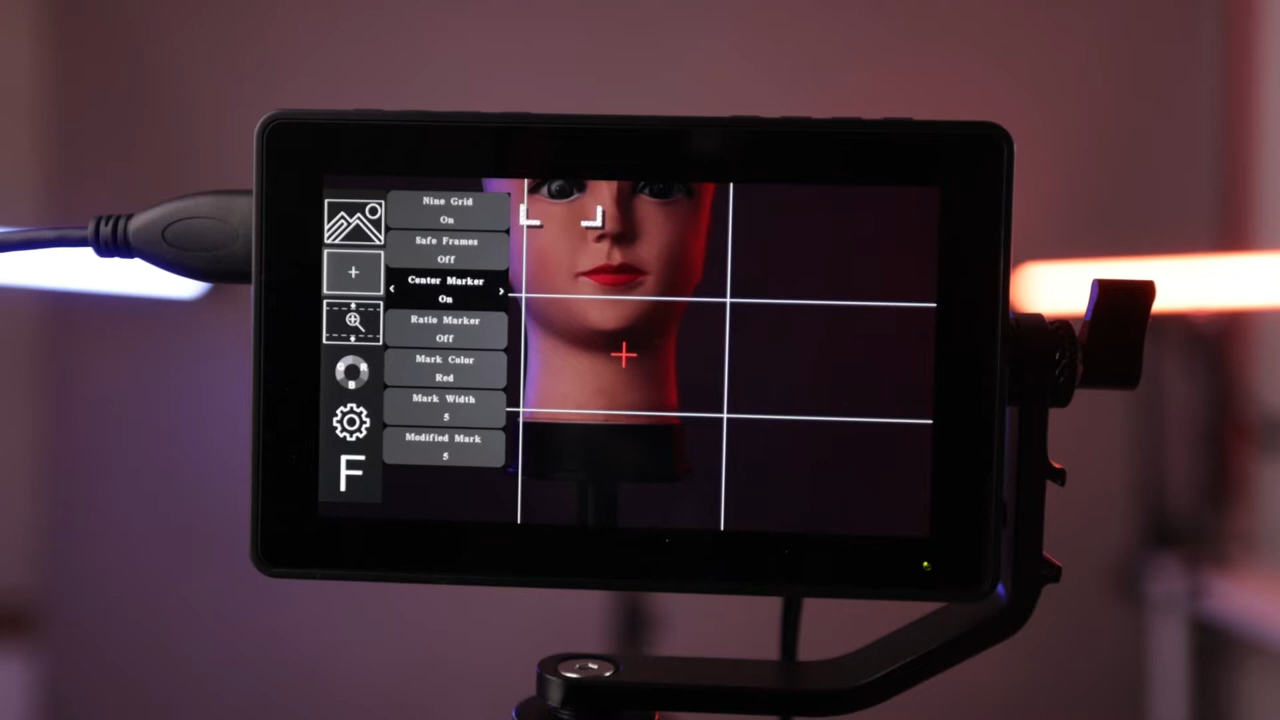 Nine Grid
On
Safe Frames
Off
Center Marker
On
Ratio Marker
Off
Mark Color
Red
Mark Width
5
Modified Mark
5
G R
B
F